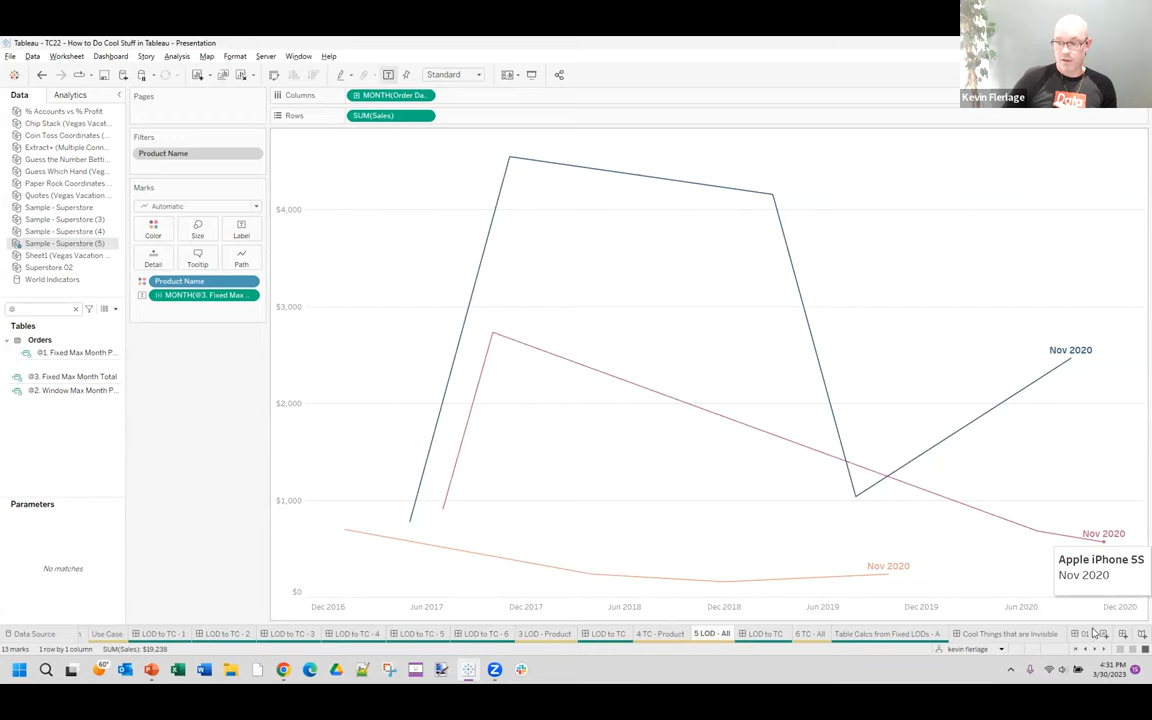 Tableau - TC22 - How to Do Cool Stuff in Tableau - Presentation
File Data Worksheet Dashboard Story Analysis Map Format Server Window Help
Standard
Kevin Flerlage
Data Analytics
Pages
Columns
MONTH(Order Da..
Rows
SUM(Sales)
% Accounts vs % Profit
Chip Stack (Vegas Vacat...
Coin Toss Coordinates (...
Extract+ (Multiple Conn...
Guess the Number Betti...
Guess Which Hand (Veg...
Paper Rock Coordinates ...
Quotes (Vegas Vacation ...
Sample - Superstore
Sample - Superstore (3)
Sample - Superstore (4)
Sample - Superstore (5)
Sheet1 (Vegas Vacation ...
Superstore 02
World Indicators
@
Tables
Orders
@1. Fixed Max Month P...
@3. Fixed Max Month Total
@2. Window Max Month P...
Parameters
No matches
Filters
Product Name
Marks
Automatic
Color Size Label
Detail Tooltip Path
Product Name
MONTH(@3. Fixed Max ..
$4,000
$3,000
$2,000
$1,000
$0
Nov 2020
Nov 2020
Nov 2020
Apple iPhone 5S
Nov 2020
Dec 2016 Jun 2017 Dec 2017 Jun 2018 Dec 2018 Jun 2019 Dec 2019 Jun 2020 Dec 2020
Data Source Use Case LOD to TC - 1 LOD to TC - 2 LOD to TC - 3 LOD to TC - 4 LOD to TC - 5 LOD to TC - 6 3 LOD - Product LOD to TC 4 TC - Product 5 LOD - All LOD to TC 6 TC - All Table Calcs from Fixed LODs - A Cool Things that are Invisible 01
13 marks 1 row by 1 column SUM(Sales): $19,238
kevin flerlage
60°
4:31 PM
3/30/2023
15